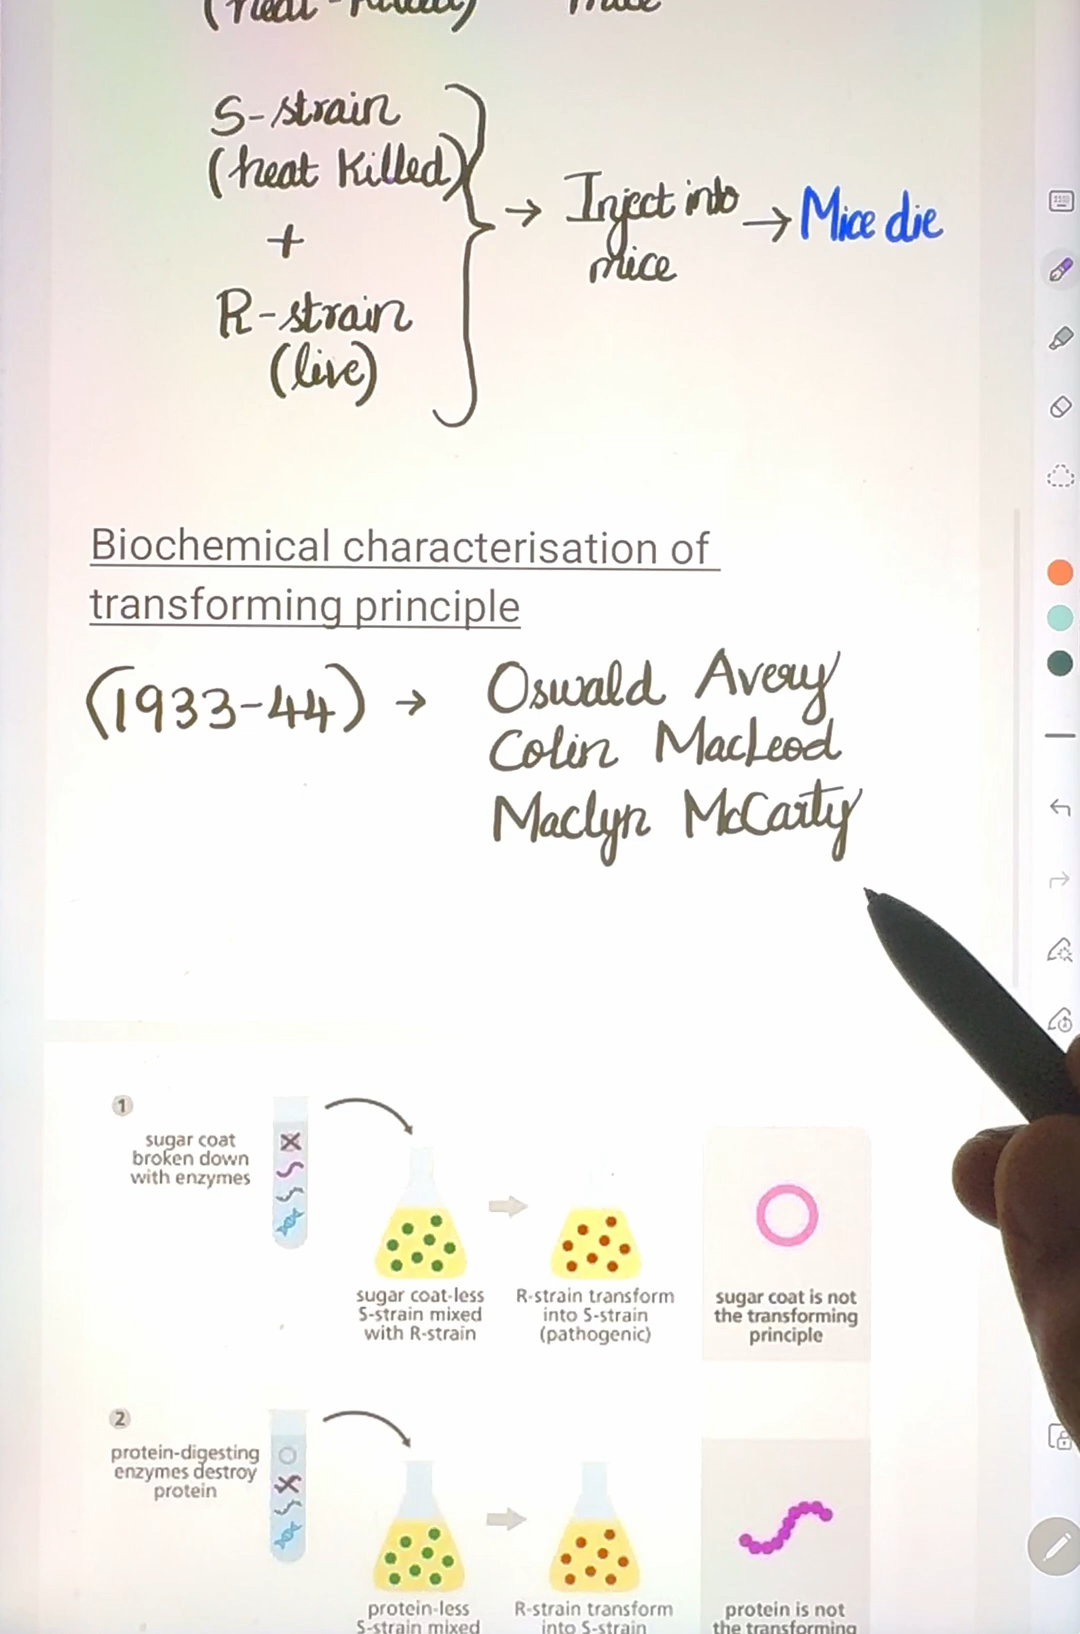 (heat-killed) mice
S-strain
(heat Killed)
+
R-strain
(live)
→ Inject into
mice
→ Mice die
Biochemical characterisation of
transforming principle
(1933-44) → Oswald Avery
Colin MacLeod
Maclyn McCarty
1
sugar coat
broken down
with enzymes
sugar coat-less
S-strain mixed
with R-strain
R-strain transform
into S-strain
(pathogenic)
sugar coat is not
the transforming
principle
2
protein-digesting
enzymes destroy
protein
protein-less
S-strain mixed
R-strain transform
into S-strain
protein is not
the transforming